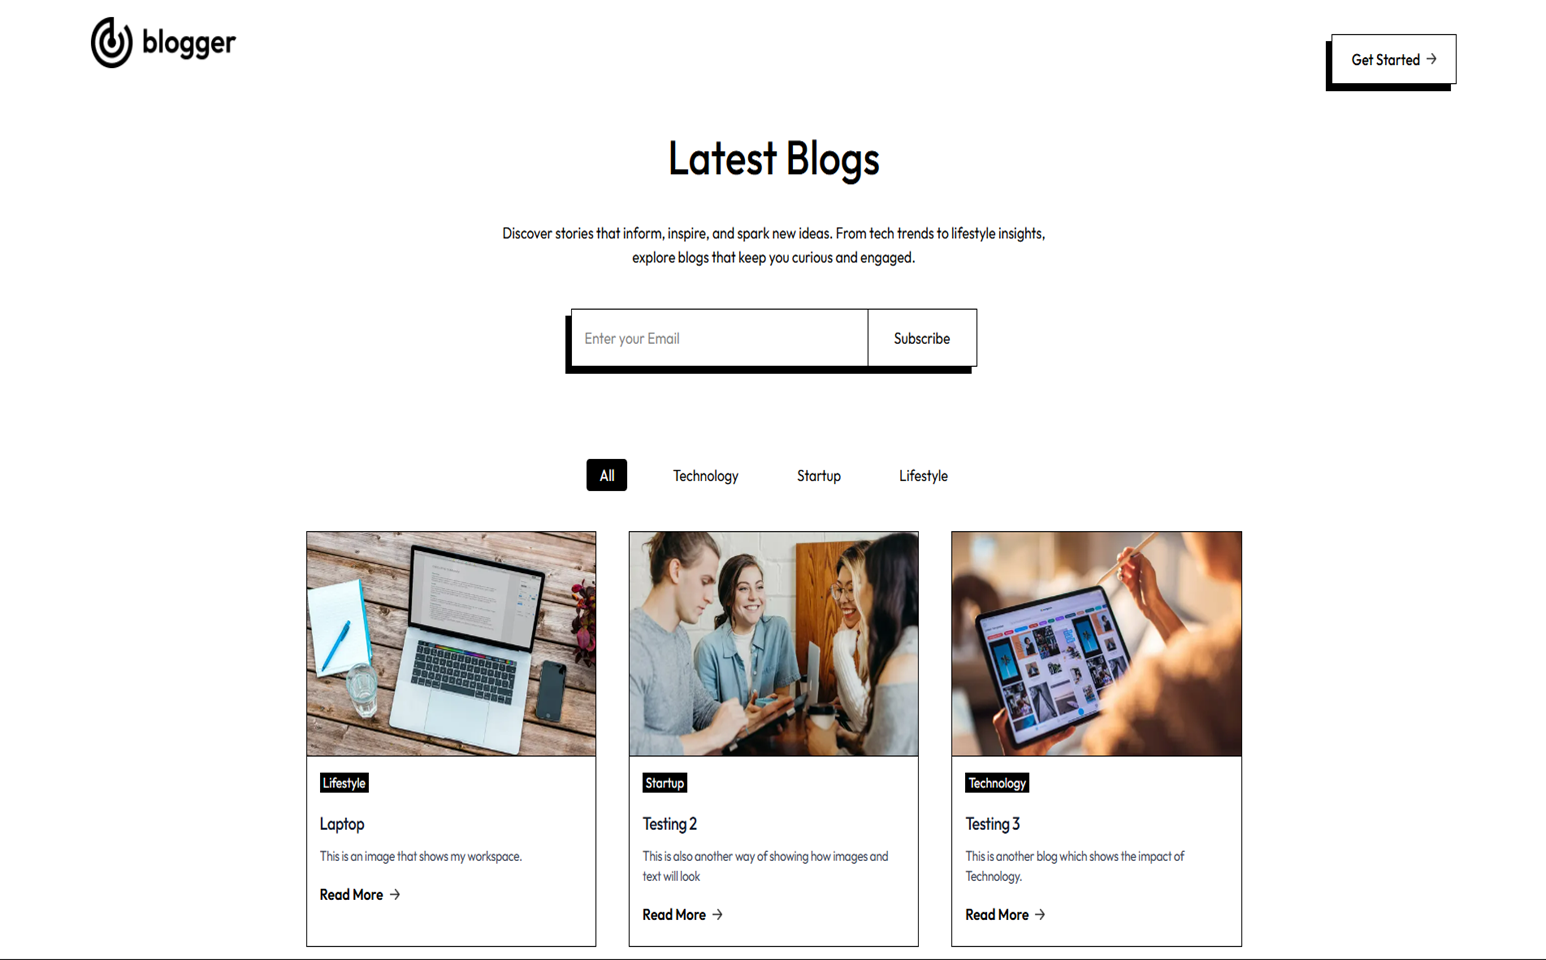 blogger
Get Started →
Latest Blogs
Discover stories that inform, inspire, and spark new ideas. From tech trends to lifestyle insights,
explore blogs that keep you curious and engaged.
Enter your Email
Subscribe
All
Technology
Startup
Lifestyle
Lifestyle
Laptop
This is an image that shows my workspace.
Read More →
Startup
Testing 2
This is also another way of showing how images and
text will look
Read More →
Technology
Testing 3
This is another blog which shows the impact of
Technology.
Read More →